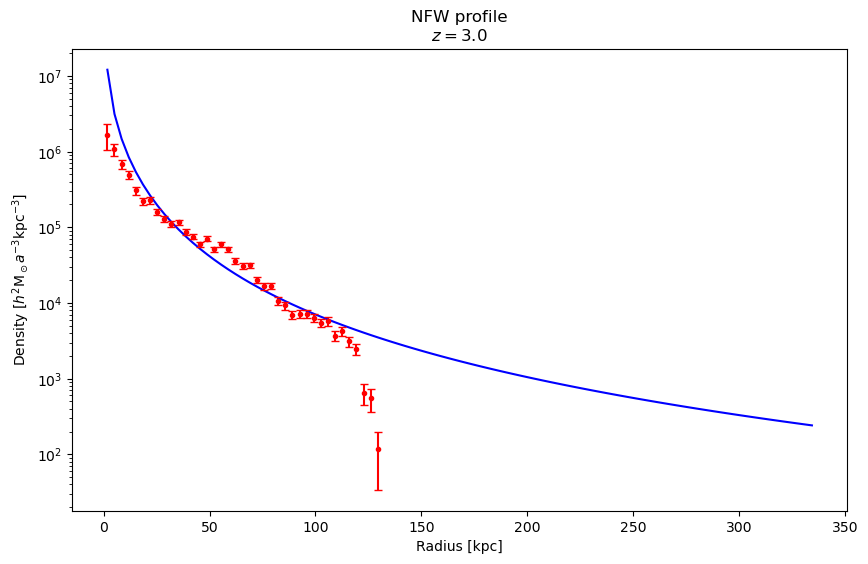 NFW profile
z = 3.0
Density [h²M⊙a⁻³kpc⁻³]
10⁷
10⁶
10⁵
10⁴
10³
10²
0 50 100 150 200 250 300 350
Radius [kpc]